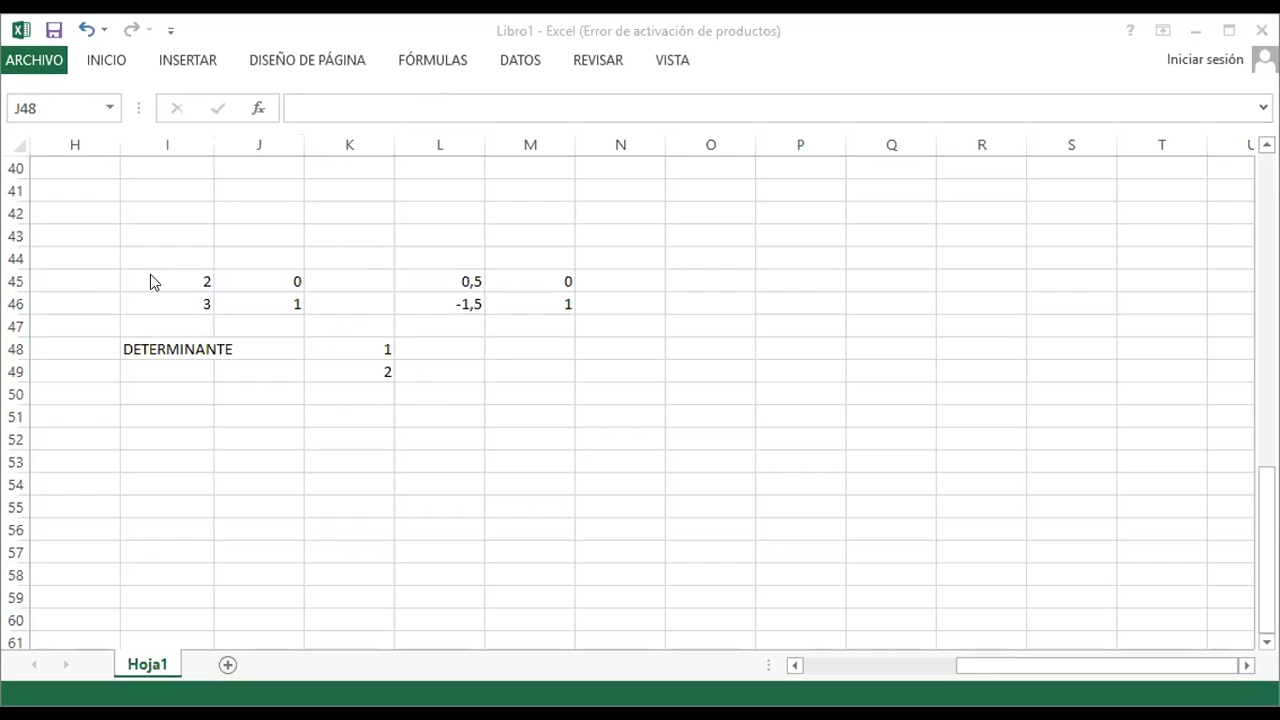 Libro1 - Excel (Error de activación de productos)
?
ARCHIVO INICIO INSERTAR DISEÑO DE PÁGINA FÓRMULAS DATOS REVISAR VISTA Iniciar sesión
J48 fx
H I J K L M N O P Q R S T U
40
41
42
43
44
45 2 0 0,5 0
46 3 1 -1,5 1
47
48 DETERMINANTE 1
49 2
50
51
52
53
54
55
56
57
58
59
60
61
Hoja1